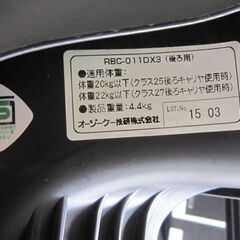 RBC-011DX3 (後ろ用)
●適用体重:
体重20kg以下(クラス25後ろキャリヤ使用時)
体重22kg以下(クラス27後ろキャリヤ使用時)
●製品重量:4.4kg
オージーケー技研株式会社
LOT.No
15 03